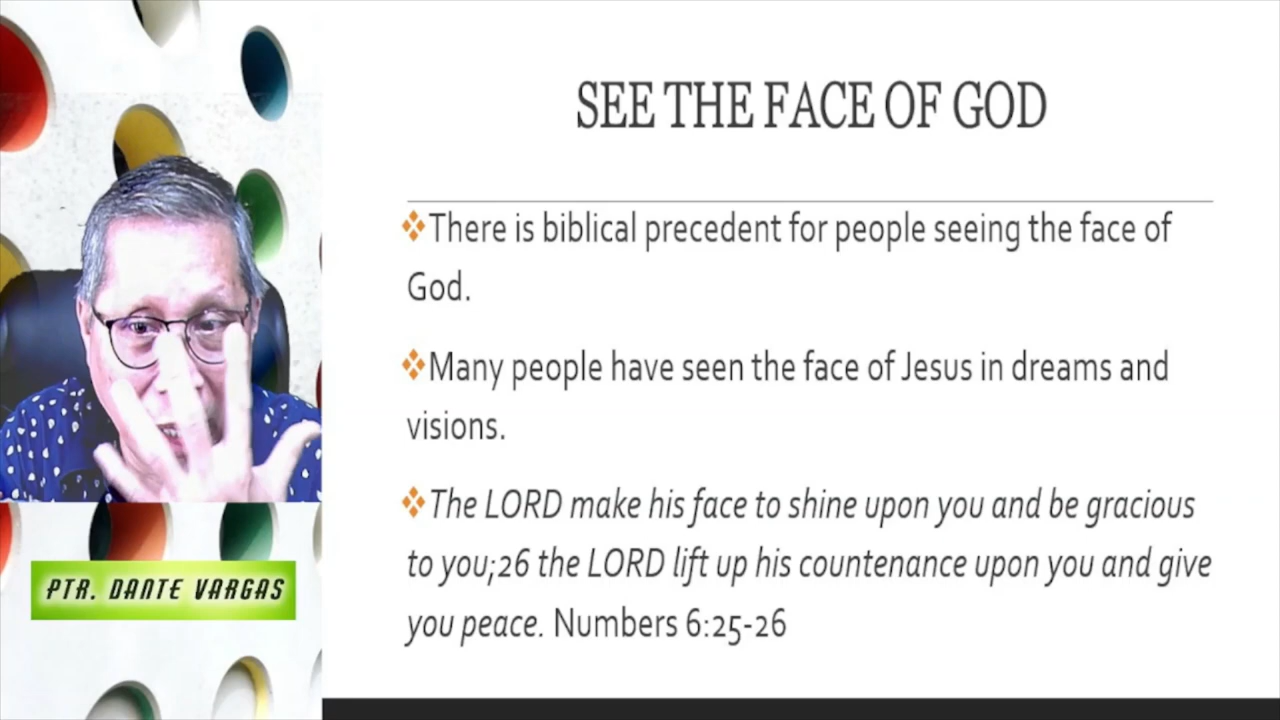 SEE THE FACE OF GOD
❖There is biblical precedent for people seeing the face of
God.
❖Many people have seen the face of Jesus in dreams and
visions.
❖The LORD make his face to shine upon you and be gracious
to you;26 the LORD lift up his countenance upon you and give
you peace. Numbers 6:25-26
PTR. DANTE VARGAS